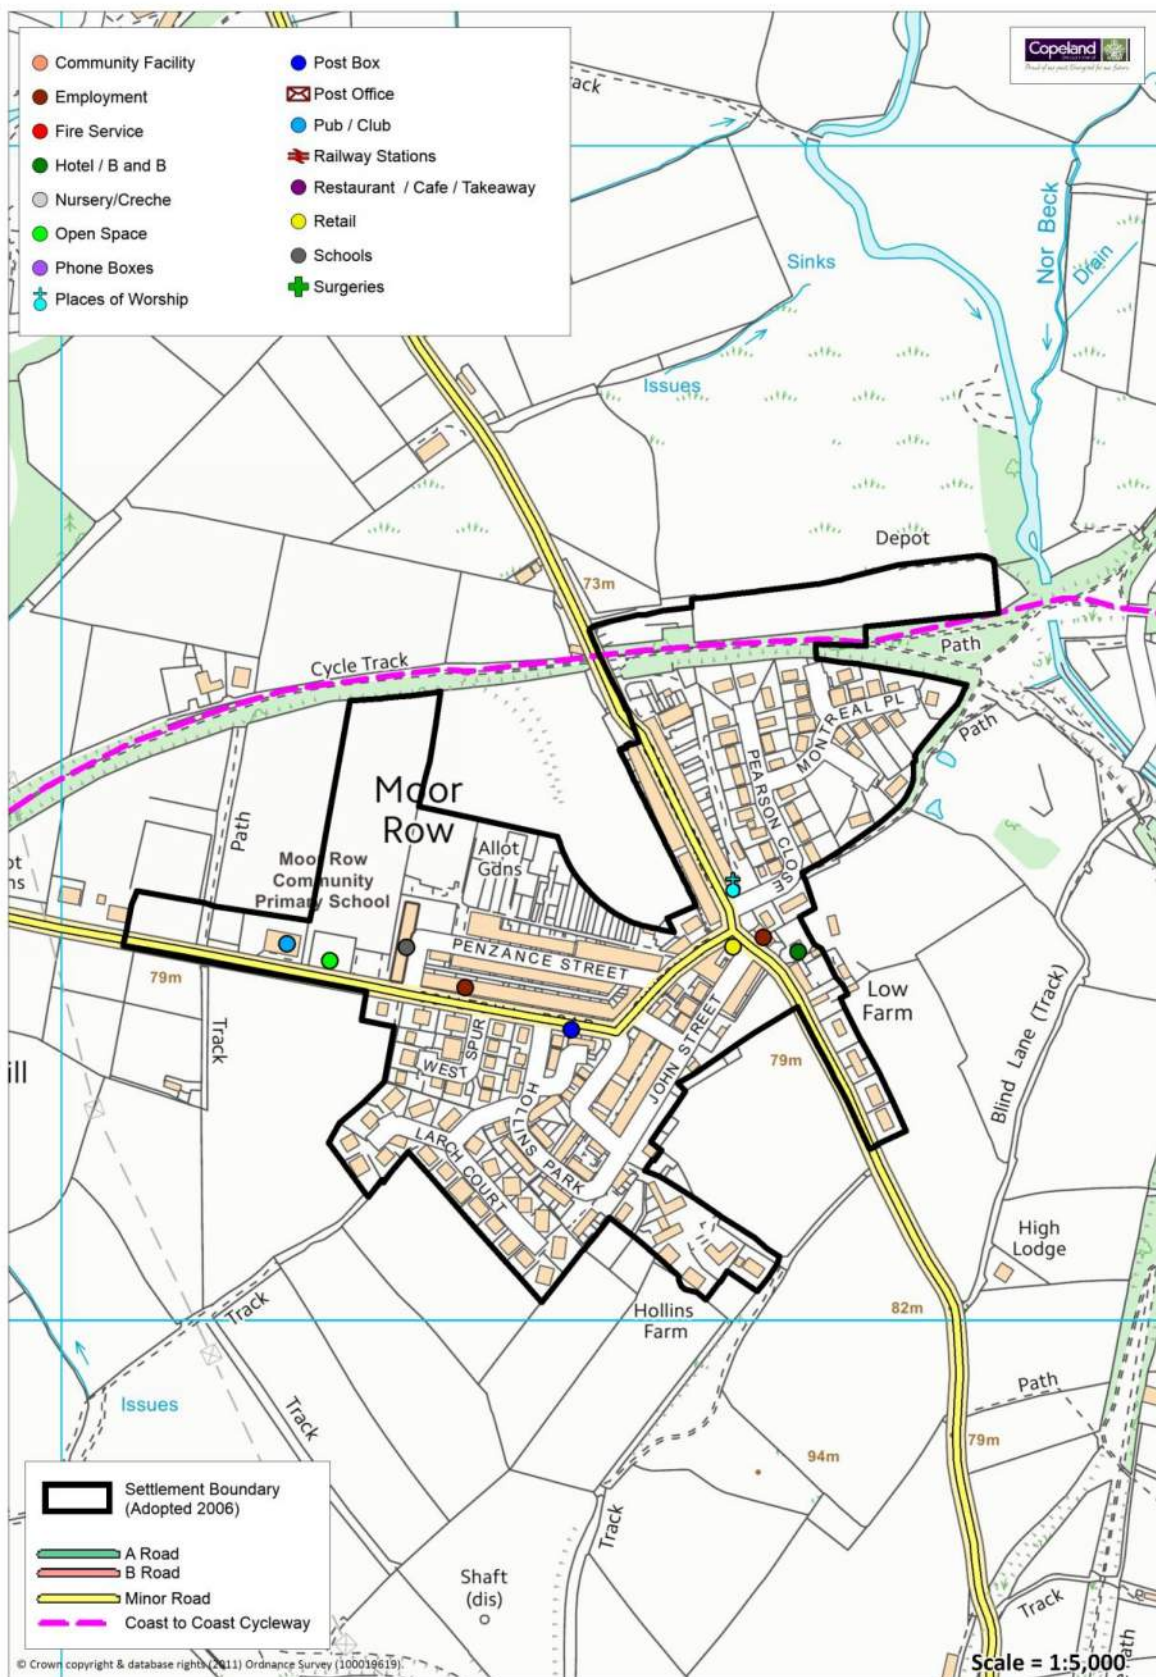 Community Facility
Employment
Fire Service
Hotel / B and B
Nursery/Creche
Open Space
Phone Boxes
Places of Worship
Post Box
Post Office
Pub / Club
Railway Stations
Restaurant / Cafe / Takeaway
Retail
Schools
Surgeries
Copeland
ack
Nor Beck
Drain
Sinks
Issues
Depot
73m
Cycle Track
Path
Path
MONTREAL PL
PEARSON CLOSE
Moor
Row
Path
Allot
Gdns
Moor Row
Community
Primary School
ot
ns
PENZANCE STREET
79m
Track
Low
Farm
Blind Lane (Track)
JOHN STREET
79m
ill
WEST
SPUR
HOLLINS PARK
LARCH COURT
High
Lodge
82m
Hollins
Farm
Track
Issues
Track
Path
79m
94m
Track
Shaft
(dis)
Track
Path
Settlement Boundary
(Adopted 2006)
A Road
B Road
Minor Road
Coast to Coast Cycleway
© Crown copyright & database rights (2011) Ordnance Survey (100019619).
Scale = 1:5,000